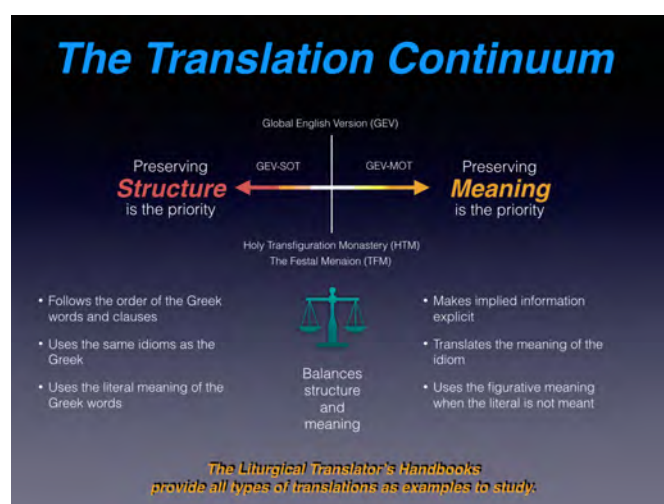 The Translation Continuum
Global English Version (GEV)
GEV-SOT
GEV-MOT
Preserving
Structure
is the priority
Preserving
Meaning
is the priority
Holy Transfiguration Monastery (HTM)
The Festal Menaion (TFM)
• Follows the order of the Greek
words and clauses
• Uses the same idioms as the
Greek
• Uses the literal meaning of the
Greek words
Balances
structure
and
meaning
• Makes implied information
explicit
• Translates the meaning of the
idiom
• Uses the figurative meaning
when the literal is not meant
The Liturgical Translator's Handbooks
provide all types of translations as examples to study.